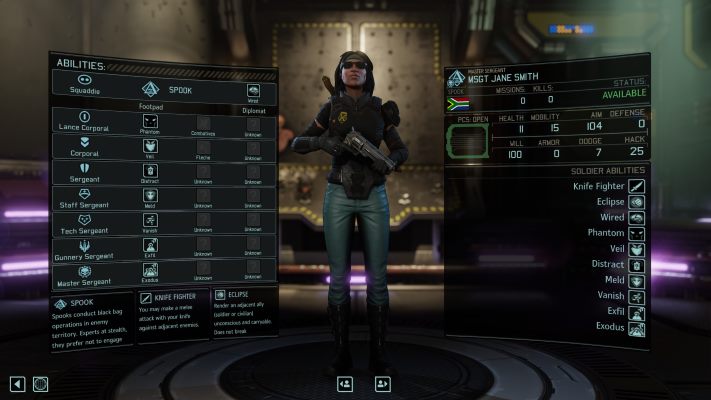 ABILITIES:
Squaddie
SPOOK
Wired
Footpad
Diplomat
Lance Corporal
Phantom
Unknown
Corporal
Veil
Fleche
Unknown
Sergeant
Distract
Unknown
Unknown
Staff Sergeant
Meld
Unknown
Unknown
Tech Sergeant
Vanish
Unknown
Unknown
Gunnery Sergeant
Exfil
Unknown
Unknown
Master Sergeant
Exodus
Unknown
Unknown
SPOOK
Spooks conduct black bag
operations in enemy
territory. Experts at stealth,
they prefer not to engage
KNIFE FIGHTER
You may make a melee
attack with your knife
against adjacent enemies.
ECLIPSE
Render an adjacent ally
(soldier or civilian)
unconscious and carryable.
Does not break
SPOOK
MASTER SERGEANT
MSGT JANE SMITH
MISSIONS: KILLS:
0 0
STATUS
AVAILABLE
PCS: OPEN
HEALTH MOBILITY AIM DEFENSE
11 15 104 0
WILL ARMOR DODGE HACK
100 0 7 25
SOLDIER ABILITIES
Knife Fighter
Eclipse
Wired
Phantom
Veil
Distract
Meld
Vanish
Exfil
Exodus